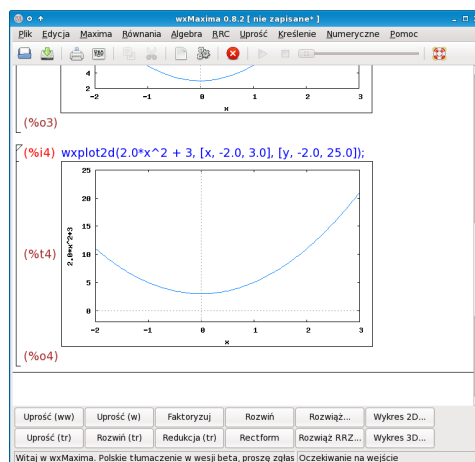 wxMaxima 0.8.2 [ nie zapisane* ]
Plik Edycja Maxima Równania Algebra RRC Uprość Kreślenie Numeryczne Pomoc
4
2
-2 -1 0 1 2 3
x
(%o3)
(%i4) wxplot2d(2.0*x^2 + 3, [x, -2.0, 3.0], [y, -2.0, 25.0]);
25
20
15
10
5
0
2.0*x^2+3
(%t4)
-2 -1 0 1 2 3
x
(%o4)
Uprość (ww) Uprość (w) Faktoryzuj Rozwiń Rozwiąż... Wykres 2D...
Uprość (tr) Rozwiń (tr) Redukcja (tr) Rectform Rozwiąż RRZ... Wykres 3D...
Witaj w wxMaxima. Polskie tłumaczenie w wesji beta, proszę zgłas Oczekiwanie na wejście